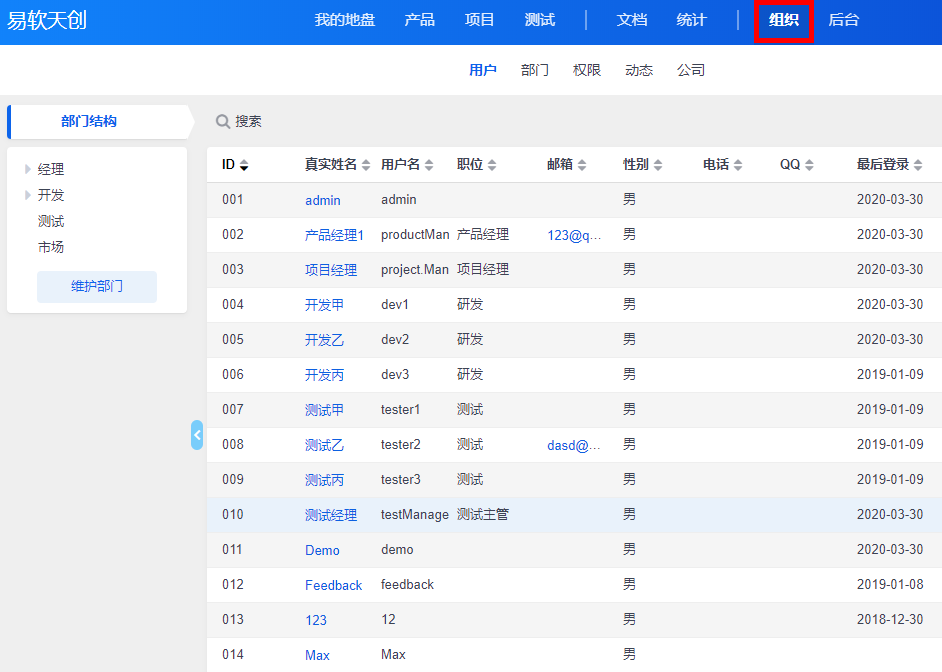 易软天创 我的地盘 产品 项目 测试 文档 统计 组织 后台
用户 部门 权限 动态 公司
部门结构
经理
开发
测试
市场
维护部门
搜索
ID 真实姓名 用户名 职位 邮箱 性别 电话 QQ 最后登录
001 admin admin 男 2020-03-30
002 产品经理1 productMan 产品经理 123@q... 男 2020-03-30
003 项目经理 project.Man 项目经理 男 2020-03-30
004 开发甲 dev1 研发 男 2020-03-30
005 开发乙 dev2 研发 男 2020-03-30
006 开发丙 dev3 研发 男 2019-01-09
007 测试甲 tester1 测试 男 2019-01-09
008 测试乙 tester2 测试 dasd@... 男 2019-01-09
009 测试丙 tester3 测试 男 2019-01-09
010 测试经理 testManage 测试主管 男 2020-03-30
011 Demo demo 男 2020-03-30
012 Feedback feedback 男 2019-01-08
013 123 12 男 2018-12-30
014 Max Max 男